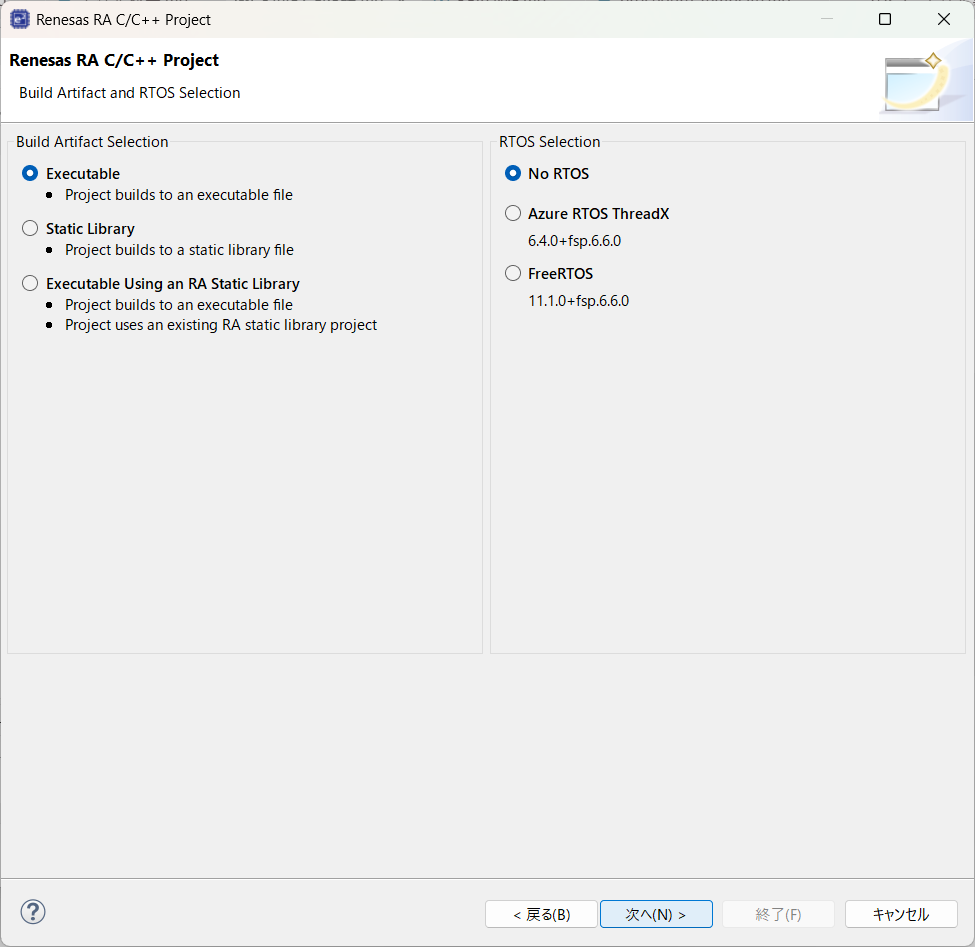 Renesas RA C/C++ Project
Renesas RA C/C++ Project
Build Artifact and RTOS Selection
Build Artifact Selection
Executable
Project builds to an executable file
Static Library
Project builds to a static library file
Executable Using an RA Static Library
Project builds to an executable file
Project uses an existing RA static library project
RTOS Selection
No RTOS
Azure RTOS ThreadX
6.4.0+fsp.6.6.0
FreeRTOS
11.1.0+fsp.6.6.0
?
< 戻る(B)
次へ(N) >
終了(F)
キャンセル